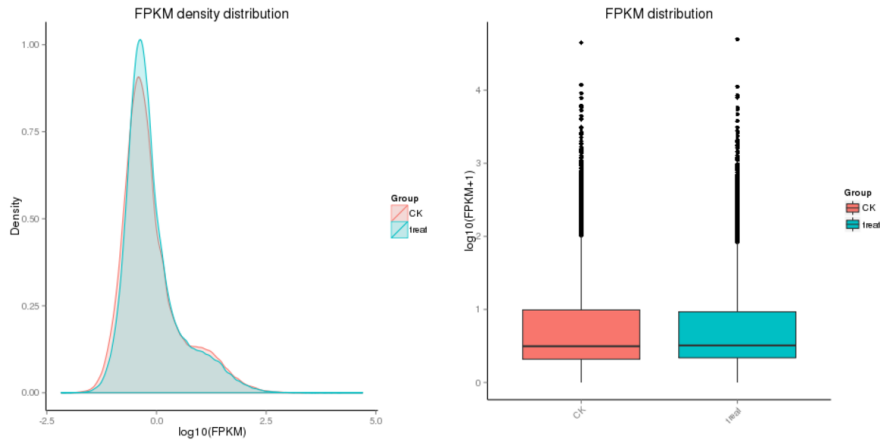 FPKM density distribution
1.00
0.75
0.50
0.25
0.00
Density
-2.5
0.0
2.5
5.0
log10(FPKM)
Group
CK
treat
FPKM distribution
4
3
2
1
0
log10(FPKM+1)
CK
treat
Group
CK
treat